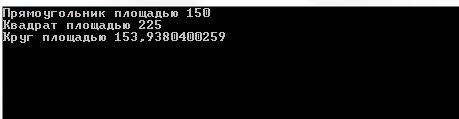 Прямоугольник площадью 150
Квадрат площадью 225
Круг площадью 153,9380400259